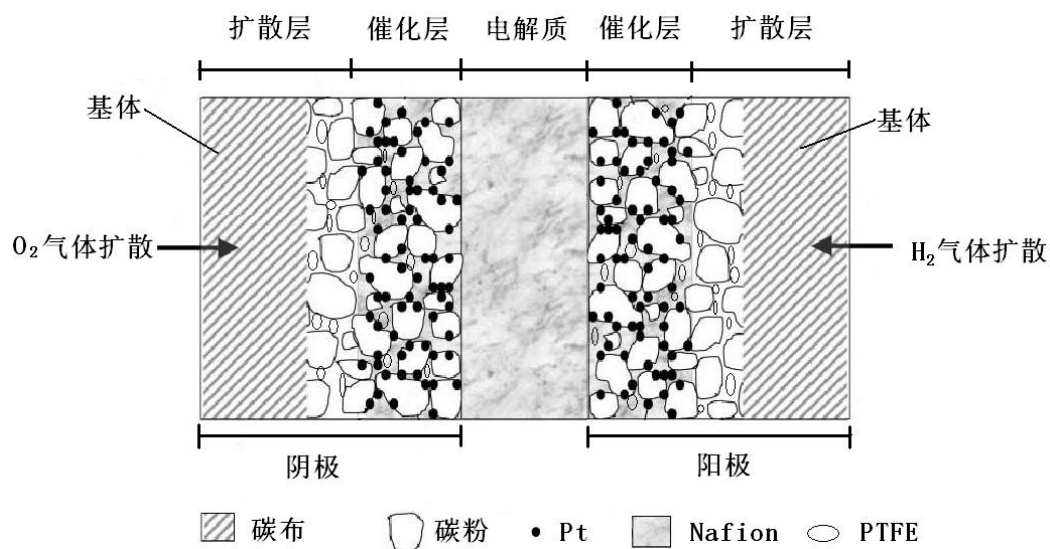 扩散层 催化层 电解质 催化层 扩散层
基体 基体
O₂气体扩散 H₂气体扩散
阴极 阳极
碳布 碳粉 Pt Nafion PTFE